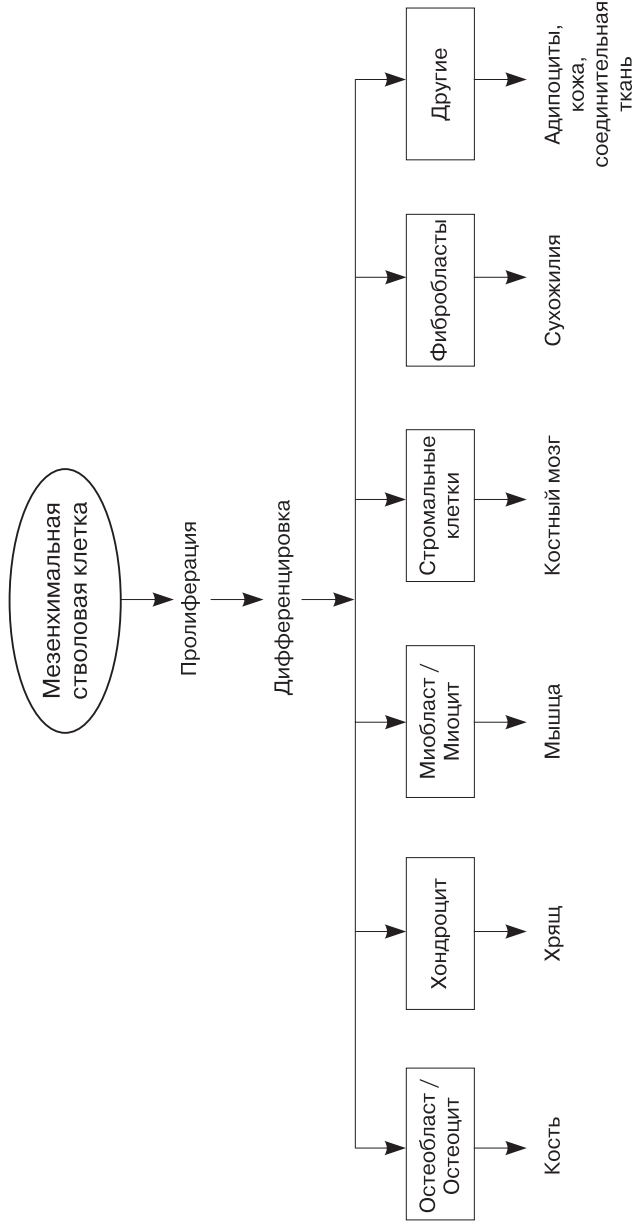 Мезенхимальная
стволовая клетка
Пролиферация
Дифференцировка
Остеобласт /
Остеоцит
Хондроцит
Миобласт /
Миоцит
Стромальные
клетки
Фибробласты
Другие
Кость
Хрящ
Мышца
Костный мозг
Сухожилия
Адипоциты,
кожа,
соединительная
ткань